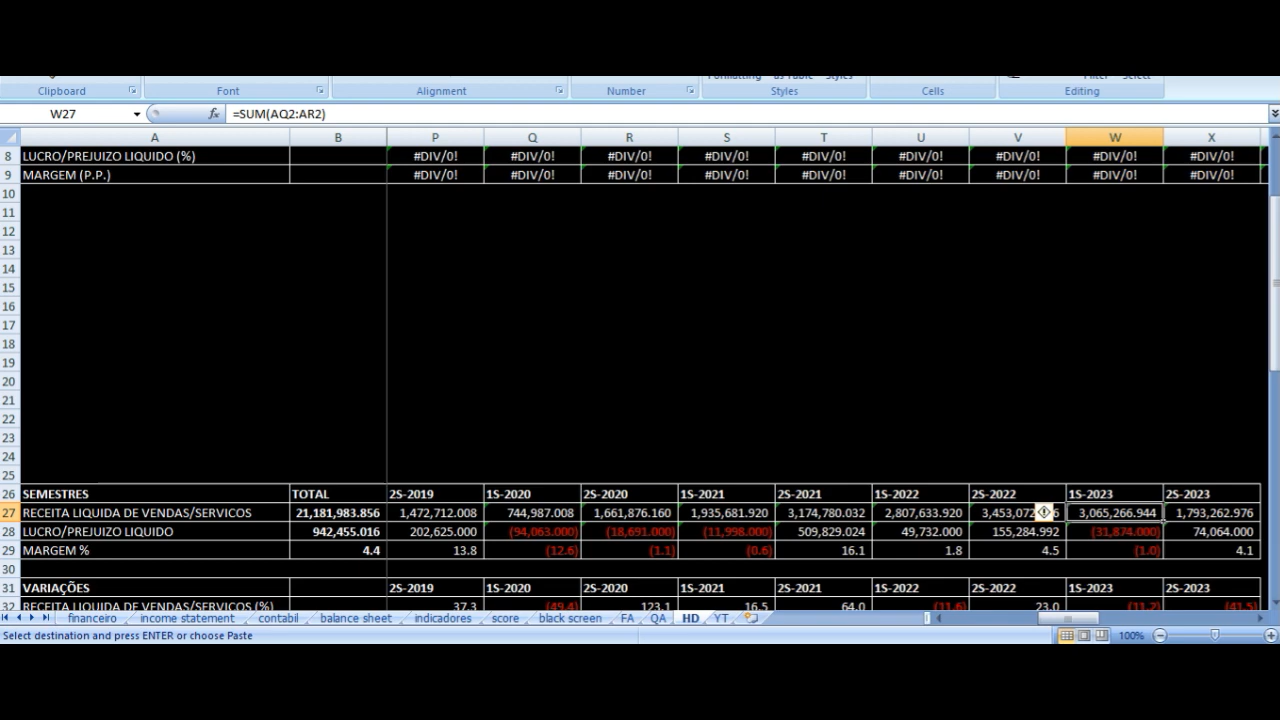 Clipboard Font Alignment Number Styles Cells Editing
W27 fx =SUM(AQ2:AR2)
A B P Q R S T U V W X
8 LUCRO/PREJUIZO LIQUIDO (%) #DIV/0! #DIV/0! #DIV/0! #DIV/0! #DIV/0! #DIV/0! #DIV/0! #DIV/0! #DIV/0!
9 MARGEM (P.P.) #DIV/0! #DIV/0! #DIV/0! #DIV/0! #DIV/0! #DIV/0! #DIV/0! #DIV/0! #DIV/0!
10
11
12
13
14
15
16
17
18
19
20
21
22
23
24
25
26 SEMESTRES TOTAL 2S-2019 1S-2020 2S-2020 1S-2021 2S-2021 1S-2022 2S-2022 1S-2023 2S-2023
27 RECEITA LIQUIDA DE VENDAS/SERVICOS 21,181,983.856 1,472,712.008 744,987.008 1,661,876.160 1,935,681.920 3,174,780.032 2,807,633.920 3,065,266.944 1,793,262.976
28 LUCRO/PREJUIZO LIQUIDO 942,455.016 202,625.000 (94,063.000) (18,691.000) (11,998.000) 509,829.024 49,732.000 155,284.992 (31,874.000) 74,064.000
29 MARGEM % 4.4 13.8 (12.6) (1.1) (0.6) 16.1 1.8 4.5 (1.0) 4.1
30
31 VARIAÇÕES 2S-2019 1S-2020 2S-2020 1S-2021 2S-2021 1S-2022 2S-2022 1S-2023 2S-2023
32 RECEITA LIQUIDA DE VENDAS/SERVICOS (%) 37.3 (49.4) 123.1 16.5 64.0 (11.6) 23.0 (11.2) (41.5)
financeiro income statement contabil balance sheet indicadores score black screen FA QA HD YT
Select destination and press ENTER or choose Paste 100%